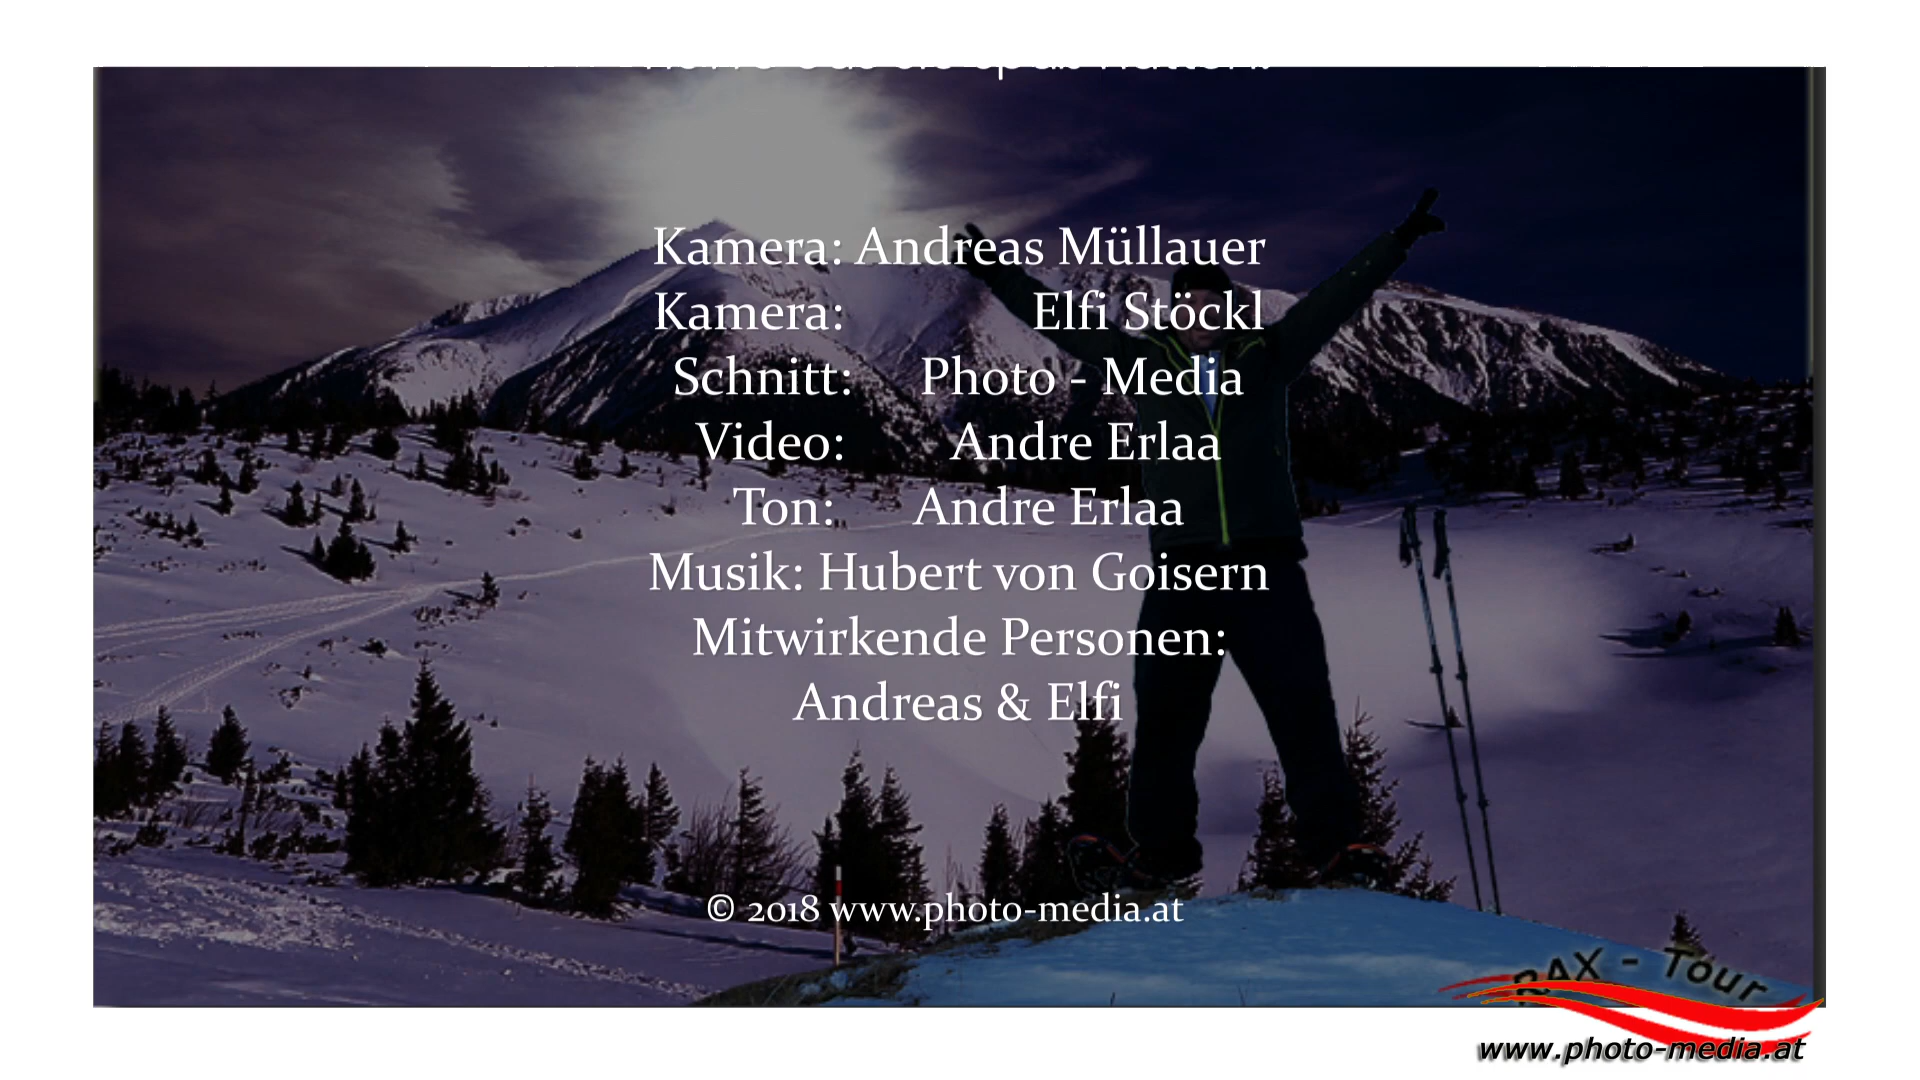 Kamera: Andreas Müllauer
Kamera: Elfi Stöckl
Schnitt: Photo - Media
Video: Andre Erlaa
Ton: Andre Erlaa
Musik: Hubert von Goisern
Mitwirkende Personen:
Andreas & Elfi
© 2018 www.photo-media.at
RAX - Tour
www.photo-media.at